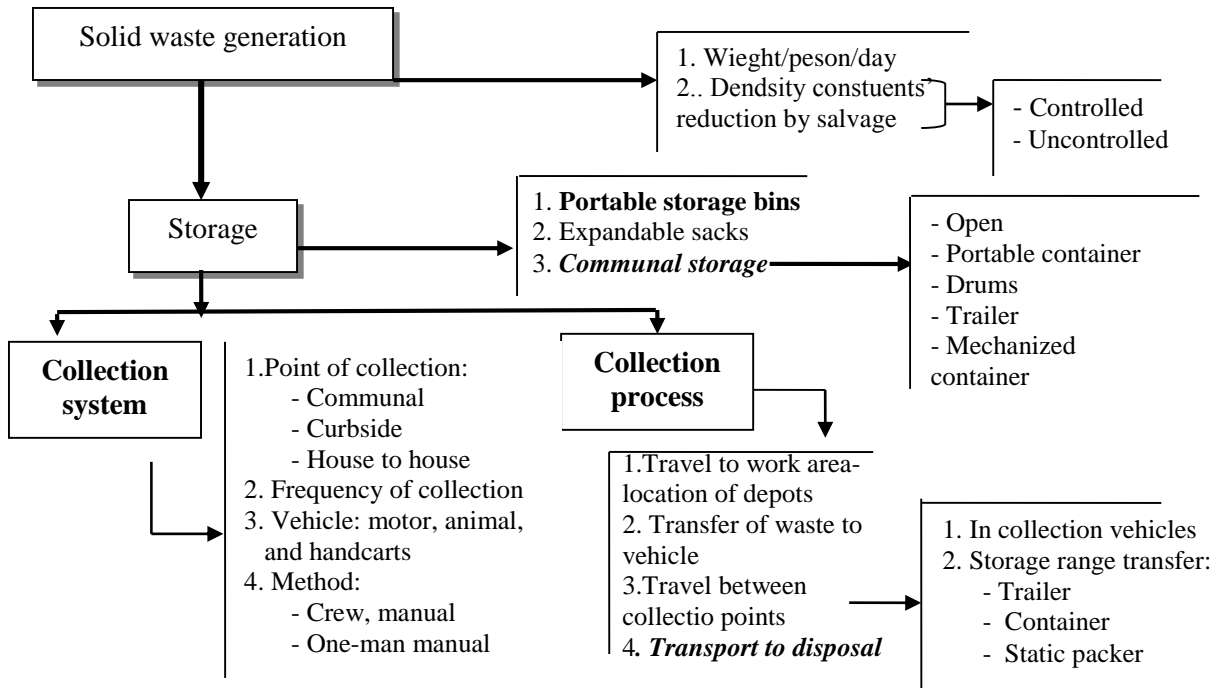 Solid waste generation
1. Wieght/peson/day
2.. Dendsity constuents’
reduction by salvage
- Controlled
- Uncontrolled
Storage
1. Portable storage bins
2. Expandable sacks
3. Communal storage
- Open
- Portable container
- Drums
- Trailer
- Mechanized
container
Collection
system
1.Point of collection:
- Communal
- Curbside
- House to house
2. Frequency of collection
3. Vehicle: motor, animal,
and handcarts
4. Method:
- Crew, manual
- One-man manual
Collection
process
1.Travel to work area-
location of depots
2. Transfer of waste to
vehicle
3.Travel between
collectio points
4. Transport to disposal
1. In collection vehicles
2. Storage range transfer:
- Trailer
- Container
- Static packer